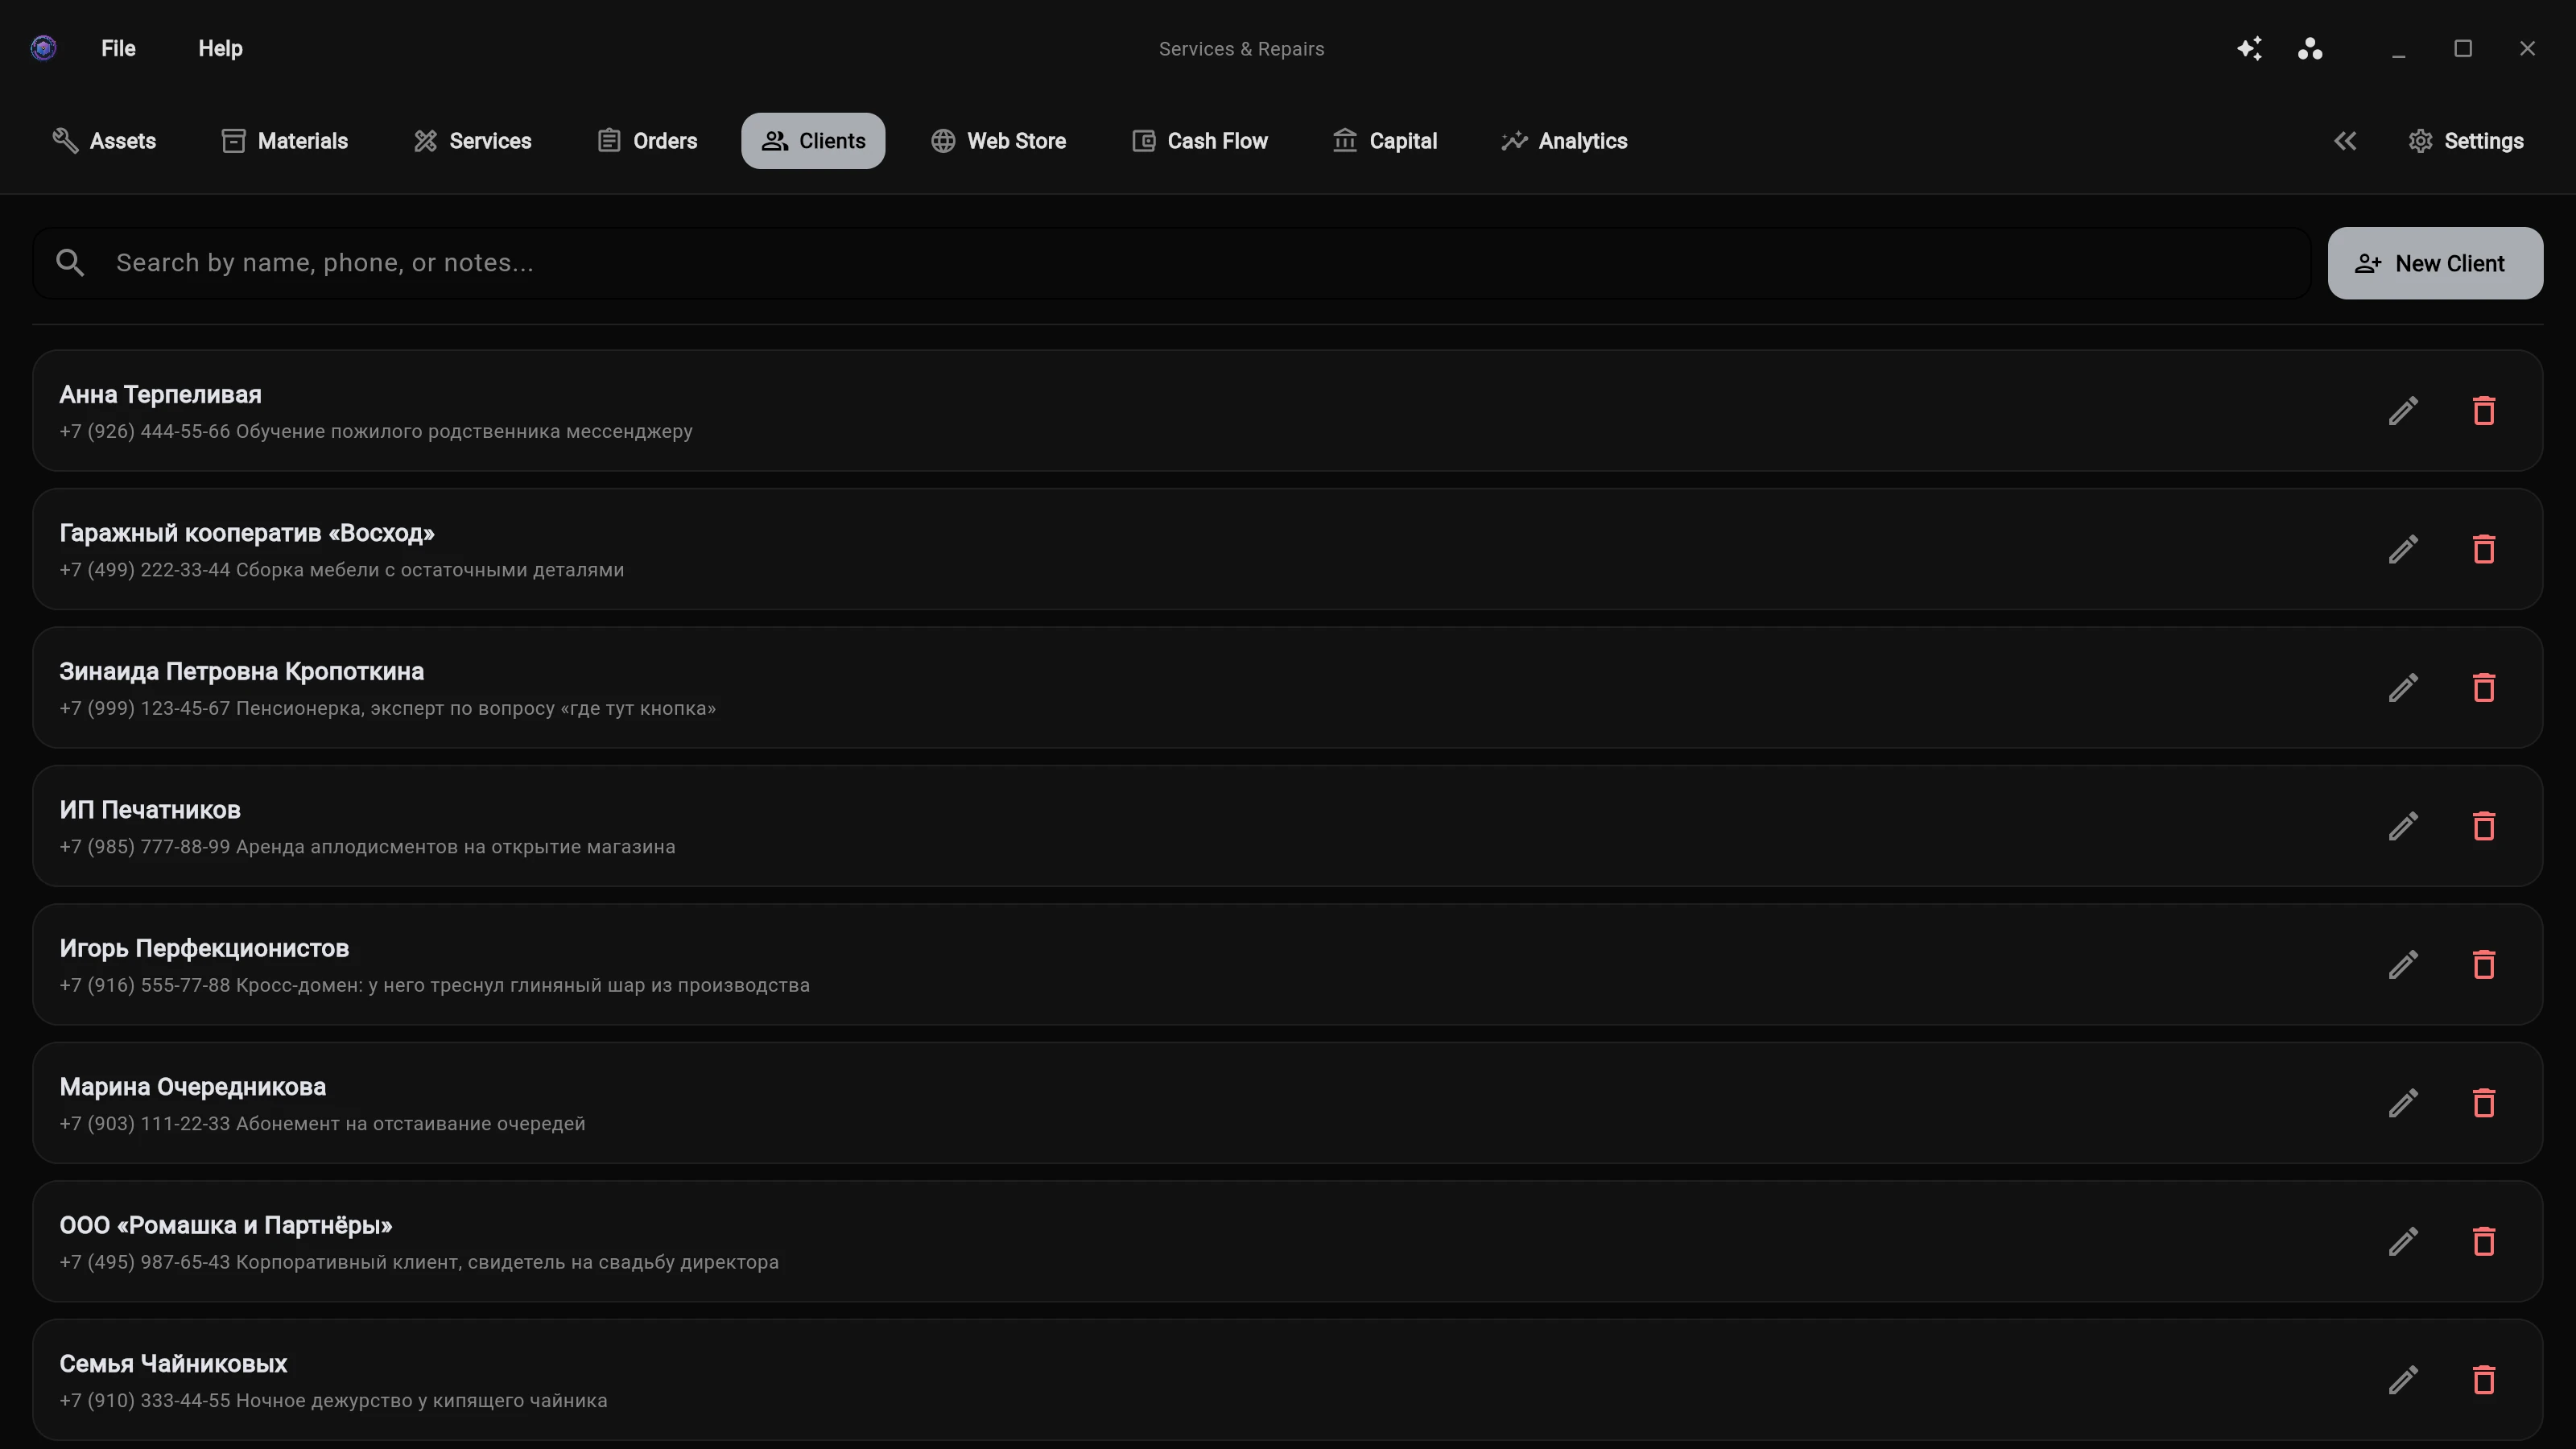 File
Help
Services & Repairs
Assets
Materials
Services
Orders
Clients
Web Store
Cash Flow
Capital
Analytics
Settings
Search by name, phone, or notes...
New Client
Анна Терпеливая
+7 (926) 444-55-66 Обучение пожилого родственника мессенджеру
Гаражный кооператив «Восход»
+7 (499) 222-33-44 Сборка мебели с остаточными деталями
Зинаида Петровна Кропоткина
+7 (999) 123-45-67 Пенсионерка, эксперт по вопросу «где тут кнопка»
ИП Печатников
+7 (985) 777-88-99 Аренда аплодисментов на открытие магазина
Игорь Перфекционистов
+7 (916) 555-77-88 Кросс-домен: у него треснул глиняный шар из производства
Марина Очередникова
+7 (903) 111-22-33 Абонемент на отстаивание очередей
ООО «Ромашка и Партнёры»
+7 (495) 987-65-43 Корпоративный клиент, свидетель на свадьбу директора
Семья Чайниковых
+7 (910) 333-44-55 Ночное дежурство у кипящего чайника